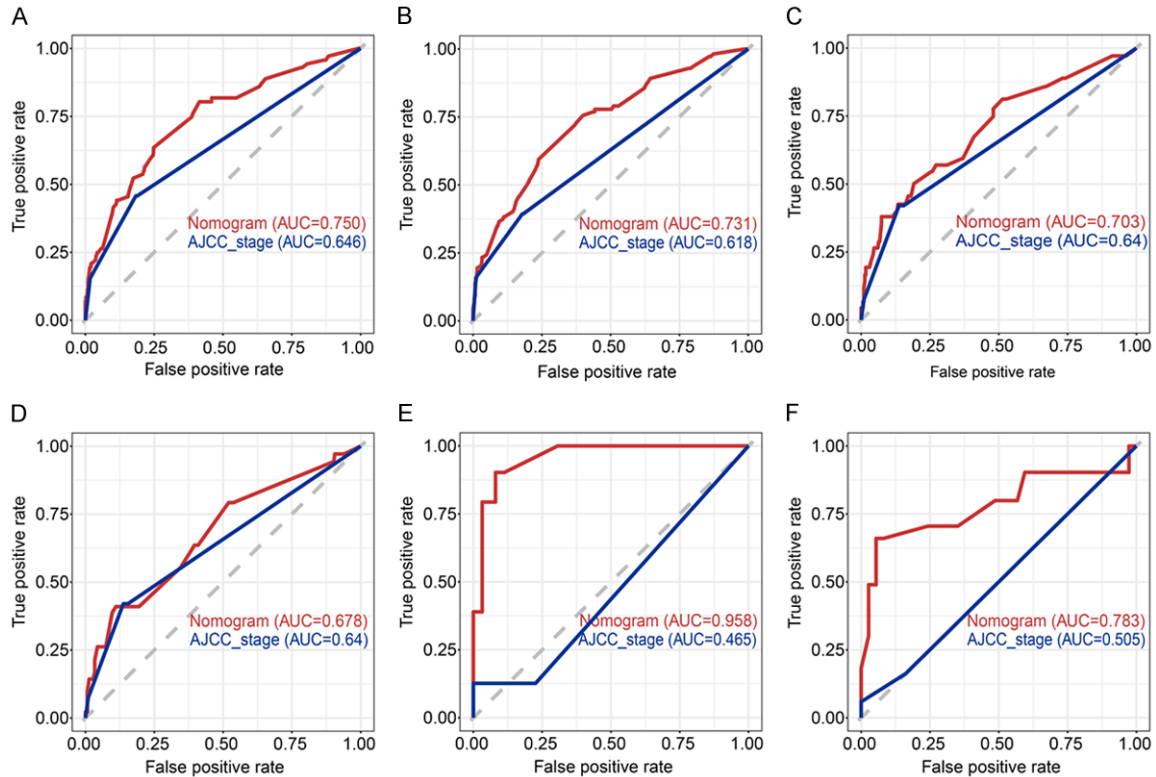 A
1.00
0.75
0.50
0.25
0.00
True positive rate
Nomogram (AUC=0.750)
AJCC_stage (AUC=0.646)
0.00 0.25 0.50 0.75 1.00
False positive rate
B
1.00
0.75
0.50
0.25
0.00
True positive rate
Nomogram (AUC=0.731)
AJCC_stage (AUC=0.618)
0.00 0.25 0.50 0.75 1.00
False positive rate
C
1.00
0.75
0.50
0.25
0.00
True positive rate
Nomogram (AUC=0.703)
AJCC_stage (AUC=0.64)
0.00 0.25 0.50 0.75 1.00
False positive rate
D
1.00
0.75
0.50
0.25
0.00
True positive rate
Nomogram (AUC=0.678)
AJCC_stage (AUC=0.64)
0.00 0.25 0.50 0.75 1.00
False positive rate
E
1.00
0.75
0.50
0.25
0.00
True positive rate
Nomogram (AUC=0.958)
AJCC_stage (AUC=0.465)
0.00 0.25 0.50 0.75 1.00
False positive rate
F
1.00
0.75
0.50
0.25
0.00
True positive rate
Nomogram (AUC=0.783)
AJCC_stage (AUC=0.505)
0.00 0.25 0.50 0.75 1.00
False positive rate